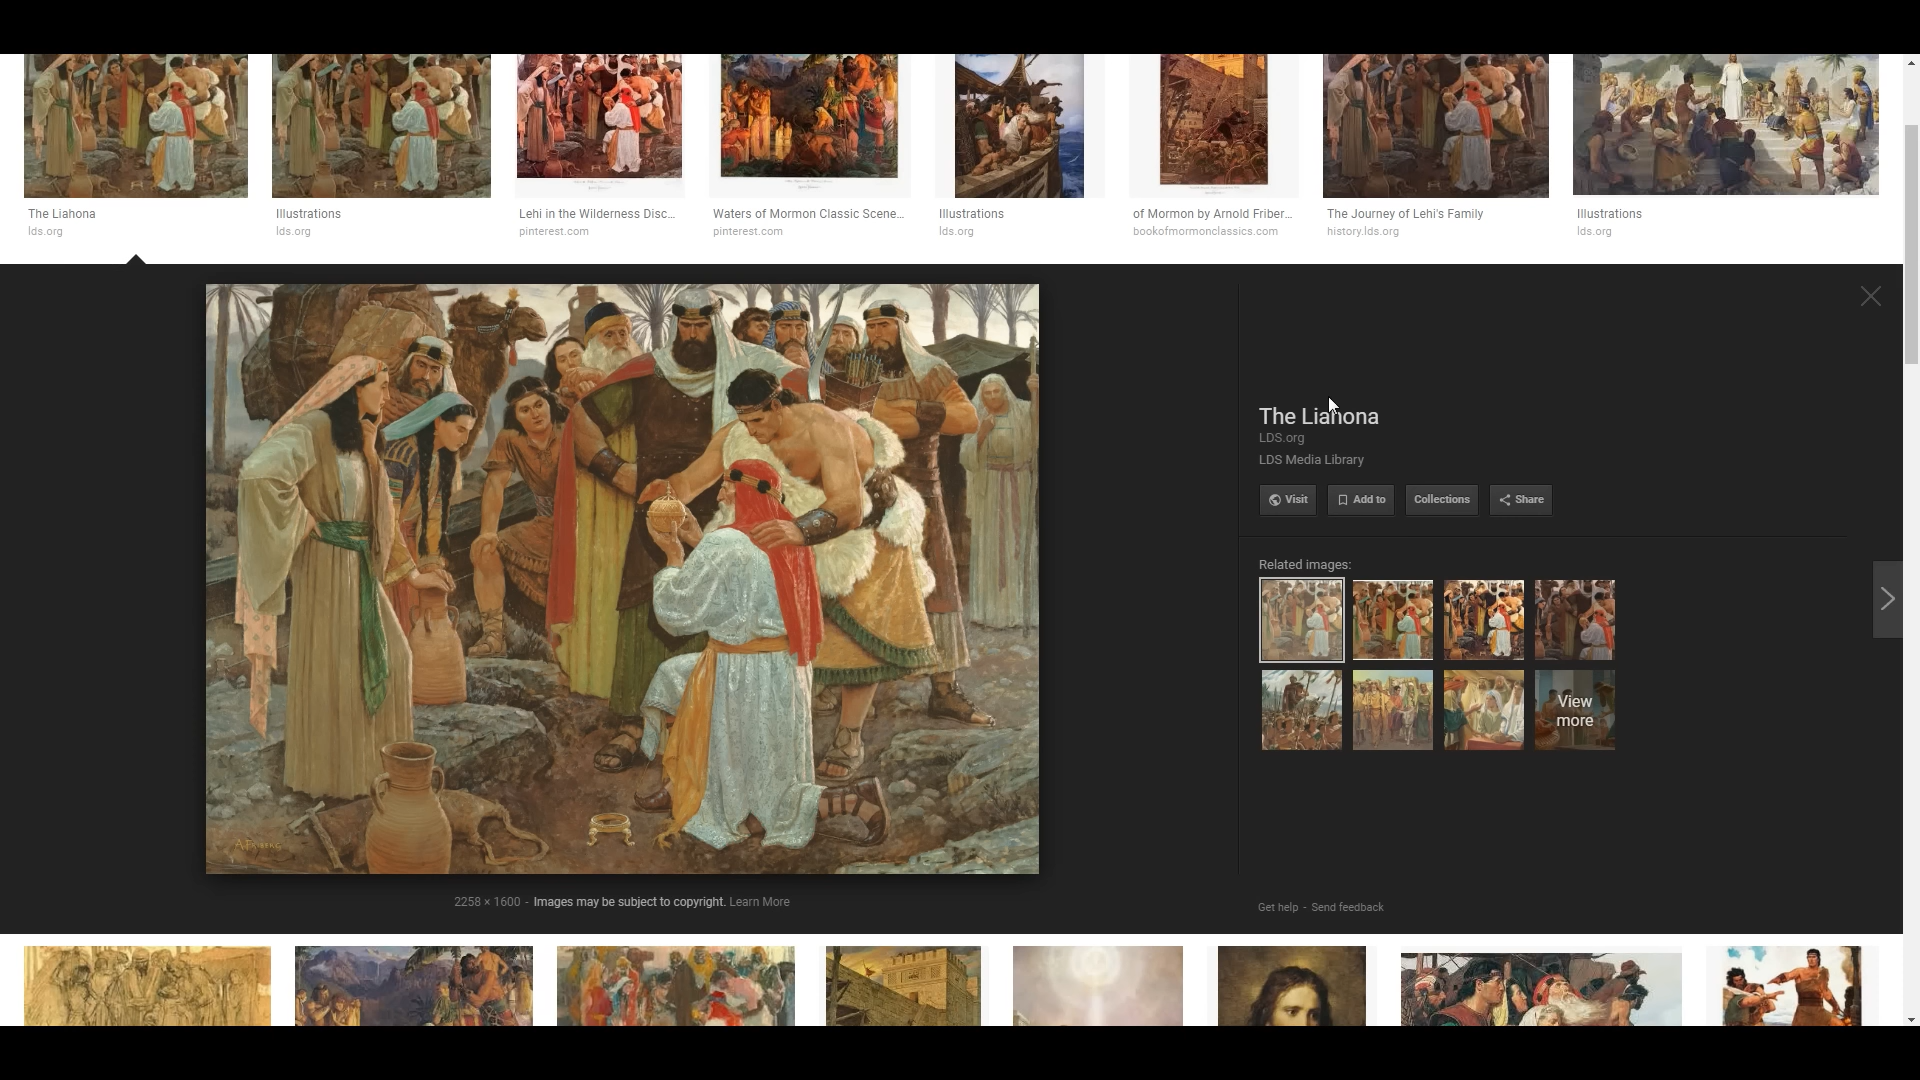 The Liahona
lds.org
Illustrations
lds.org
Lehi in the Wilderness Disc...
pinterest.com
Waters of Mormon Classic Scene...
pinterest.com
Illustrations
lds.org
of Mormon by Arnold Friber...
bookofmormonclassics.com
The Journey of Lehi's Family
history.lds.org
Illustrations
lds.org
The Liahona
LDS.org
LDS Media Library
Visit
Add to
Collections
Share
Related images:
View
more
A. FRIBERG
2258 × 1600 - Images may be subject to copyright. Learn More
Get help - Send feedback